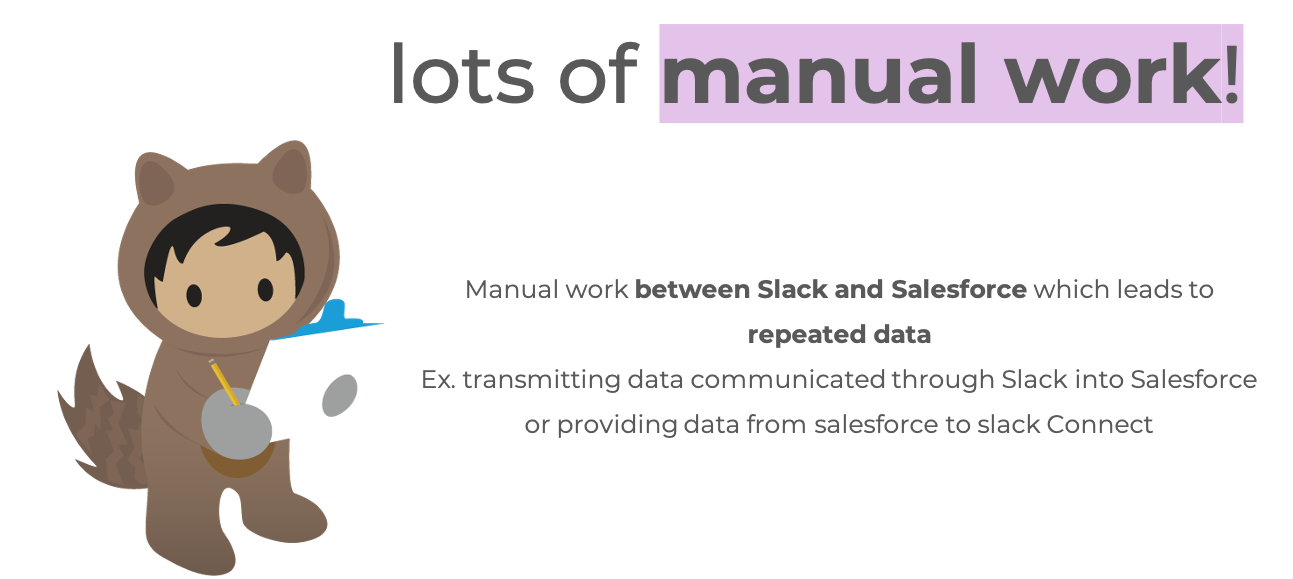 lots of manual work!
Manual work between Slack and Salesforce which leads to
repeated data
Ex. transmitting data communicated through Slack into Salesforce
or providing data from salesforce to slack Connect